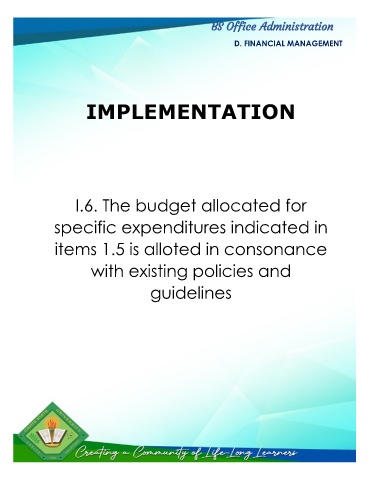 BS Office Administration
D. FINANCIAL MANAGEMENT
IMPLEMENTATION
I.6. The budget allocated for
specific expenditures indicated in
items 1.5 is alloted in consonance
with existing policies and
guidelines
Creating a Community of Life-Long Learners